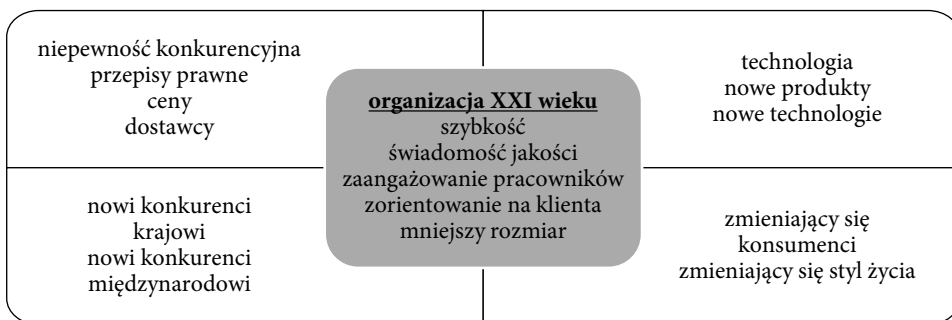 niepewność konkurencyjna
przepisy prawne
ceny
dostawcy
technologia
nowe produkty
nowe technologie
organizacja XXI wieku
szybkość
świadomość jakości
zaangażowanie pracowników
zorientowanie na klienta
mniejszy rozmiar
nowi konkurenci
krajowi
nowi konkurenci
międzynarodowi
zmieniający się
konsumenci
zmieniający się styl życia